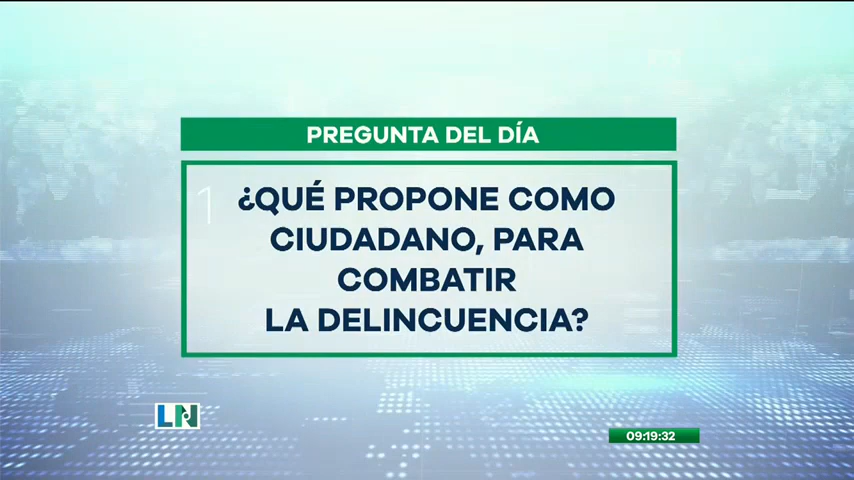 PREGUNTA DEL DÍA
1
¿QUÉ PROPONE COMO
CIUDADANO, PARA
COMBATIR
LA DELINCUENCIA?
LN
09:19:32